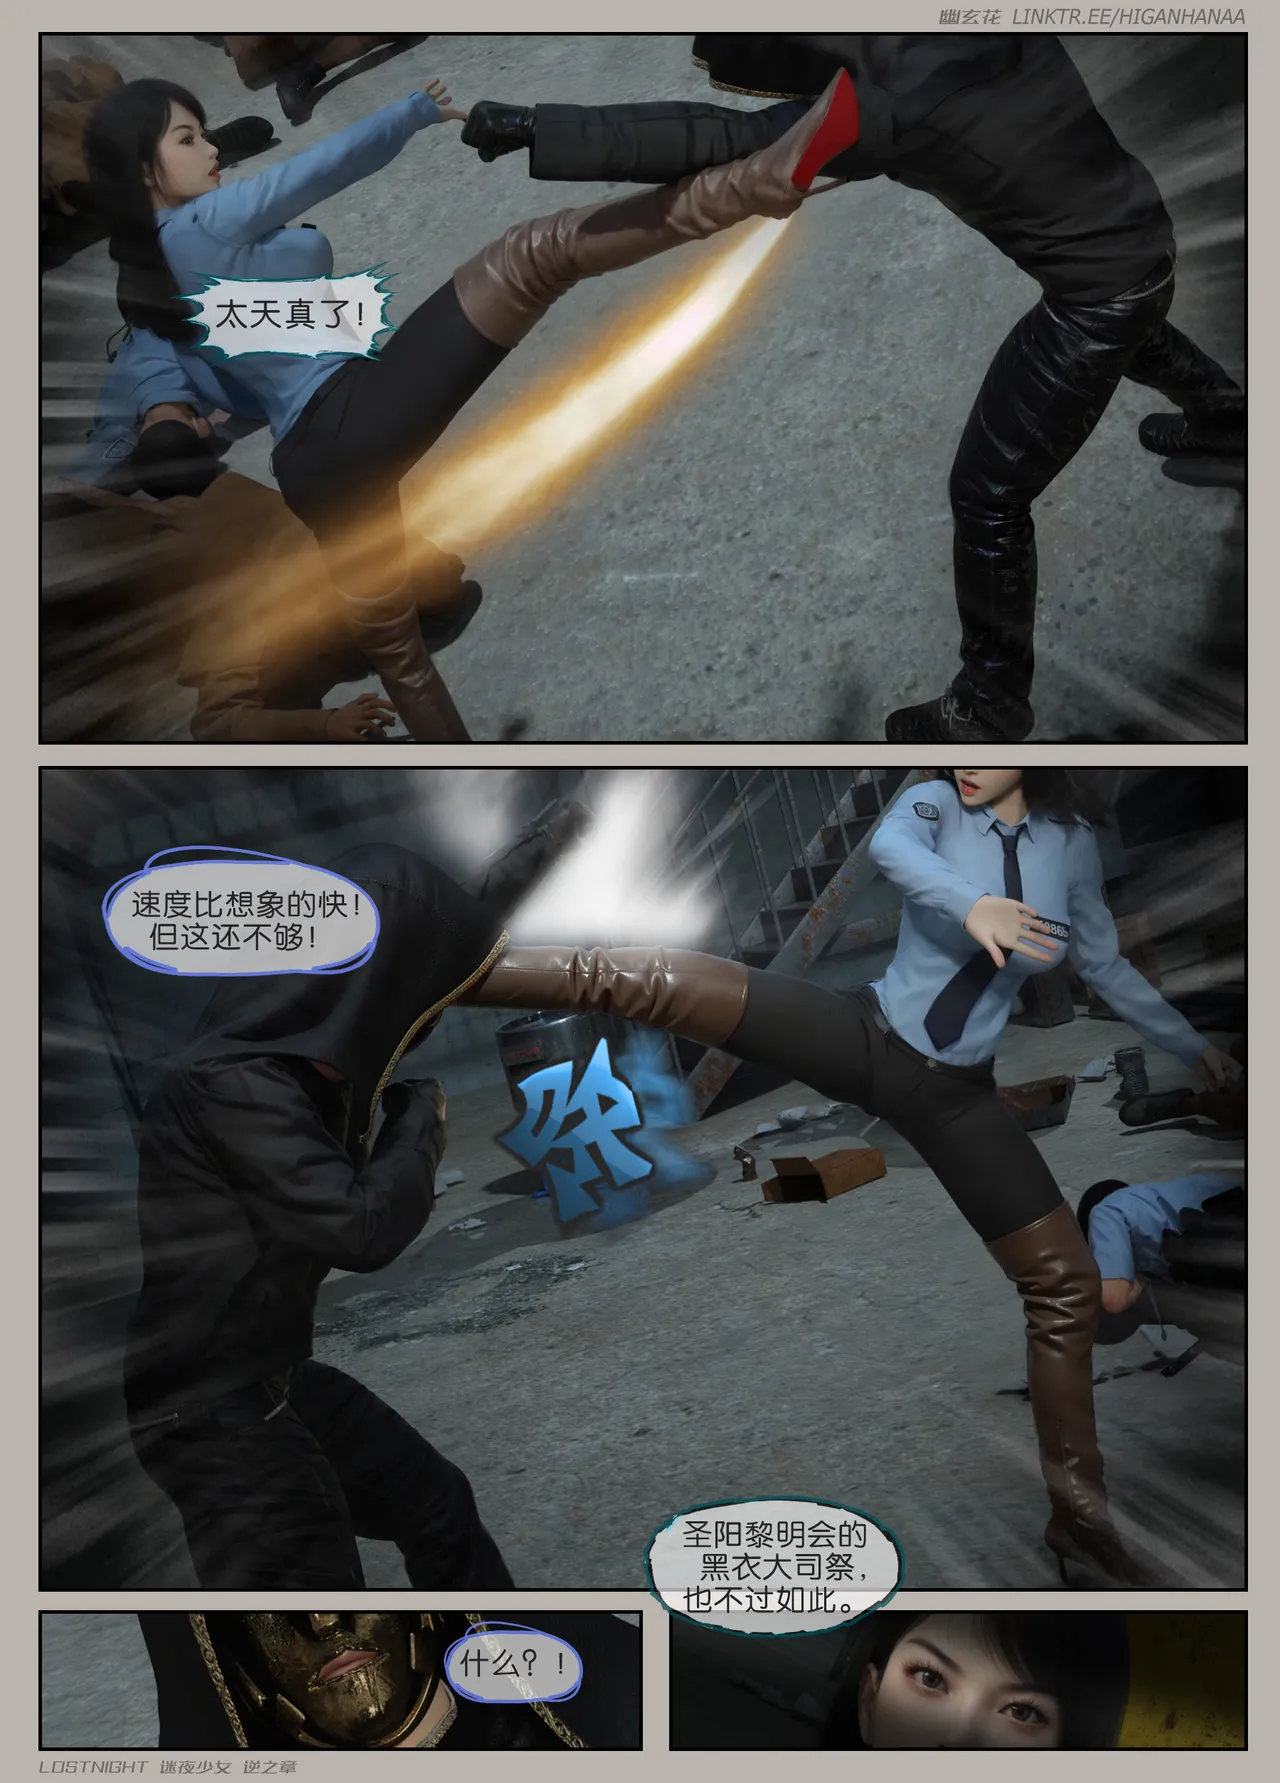 幽玄花 LINKTR.EE/HIGANHANAA
太天真了!
速度比想象的快!
但这还不够!
圣阳黎明会的
黑衣大司祭,
也不过如此。
什么?!
LOSTNIGHT 迷夜少女 逆之章